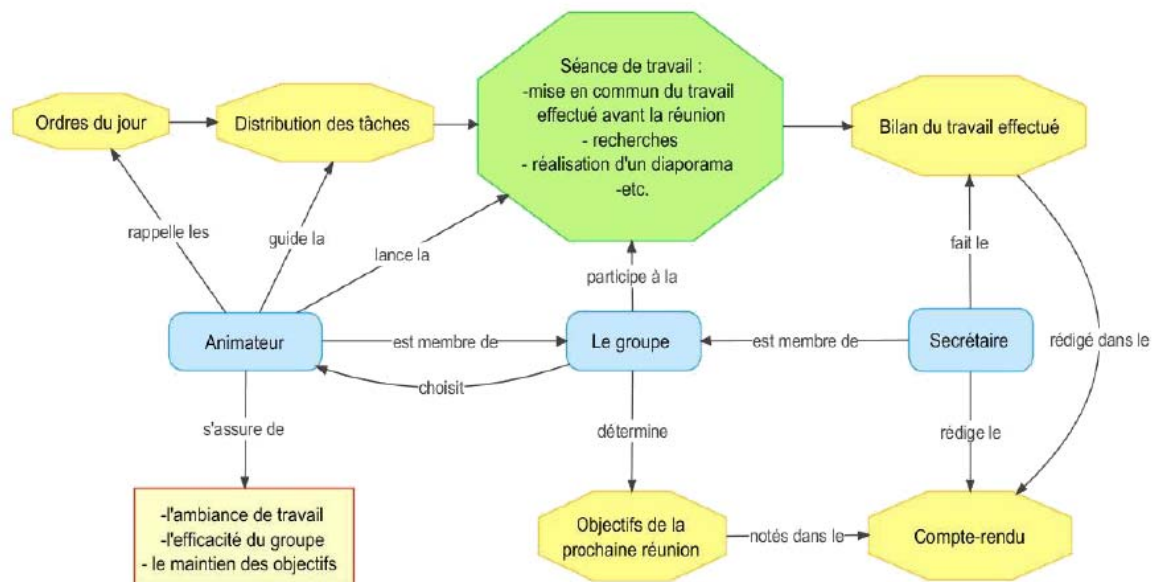 Séance de travail :
-mise en commun du travail
effectué avant la réunion
- recherches
- réalisation d'un diaporama
-etc.
Ordres du jour
Distribution des tâches
Bilan du travail effectué
rappelle les
guide la
lance la
participe à la
fait le
Animateur
est membre de
Le groupe
est membre de
Secrétaire
rédigé dans le
choisit
s'assure de
détermine
rédige le
-l'ambiance de travail
-l'efficacité du groupe
- le maintien des objectifs
Objectifs de la
prochaine réunion
notés dans le
Compte-rendu